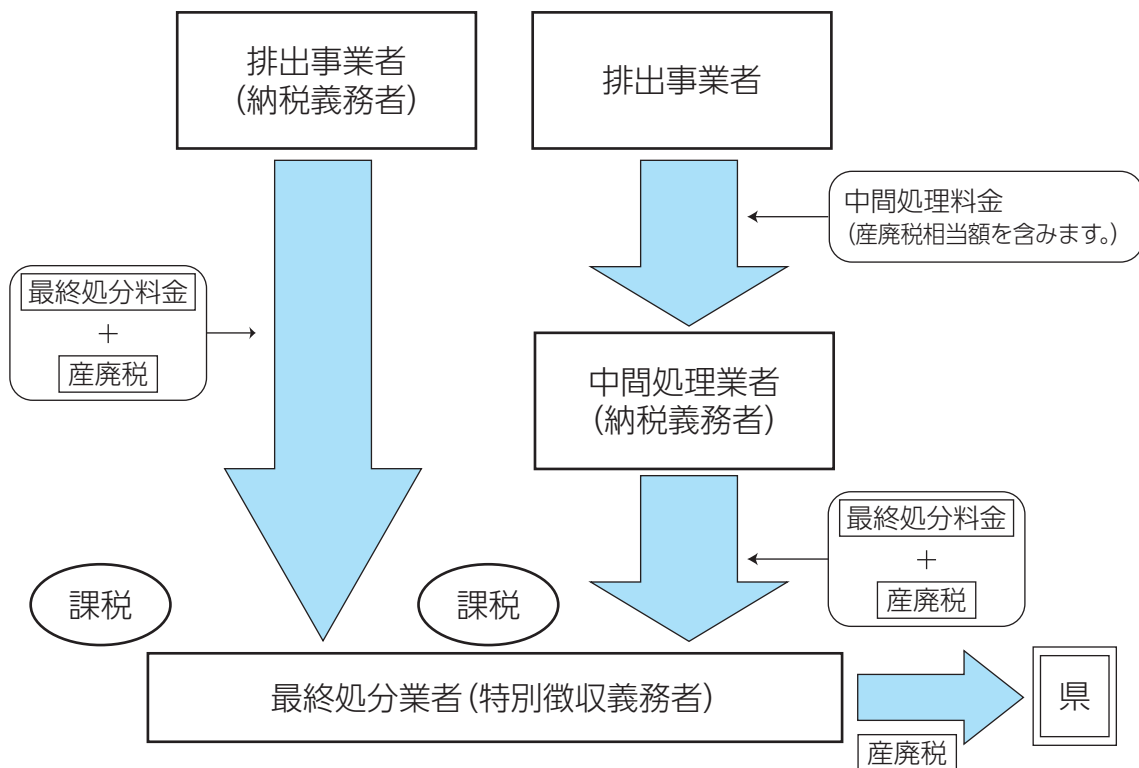 排出事業者
(納税義務者)
排出事業者
中間処理料金
(産廃税相当額を含みます。)
最終処分料金
+
産廃税
中間処理業者
(納税義務者)
最終処分料金
+
産廃税
課税
課税
最終処分業者(特別徴収義務者)
県
産廃税